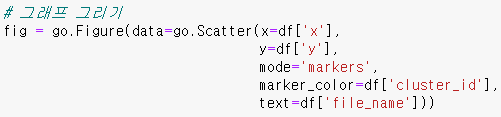 # 그래프 그리기
fig = go.Figure(data=go.Scatter(x=df['x'],
                                y=df['y'],
                                mode='markers',
                                marker_color=df['cluster_id'],
                                text=df['file_name']))